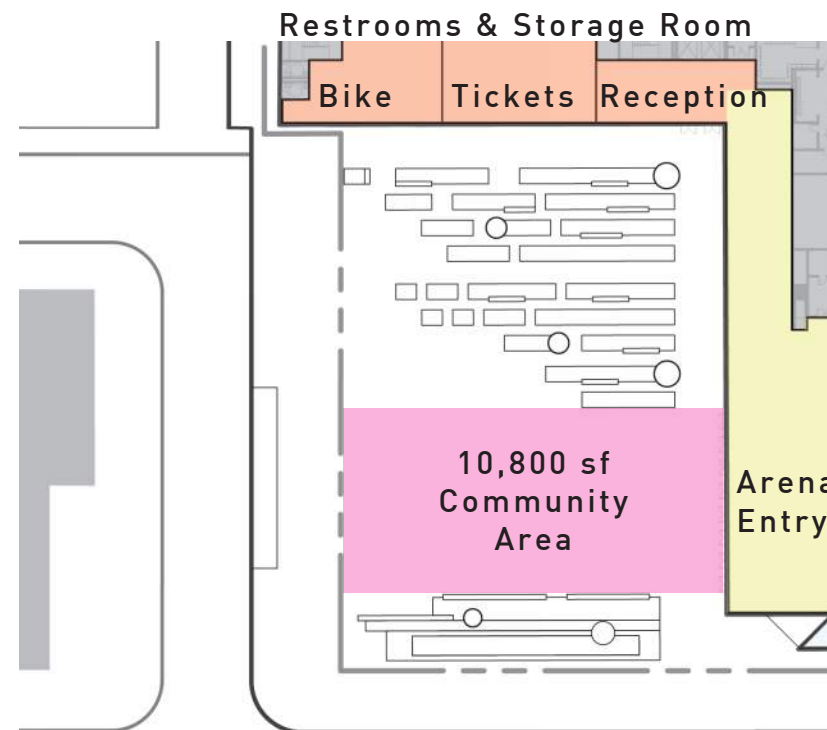 Restrooms & Storage Room
Bike
Tickets
Reception
10,800 sf
Community
Area
Arena
Entry